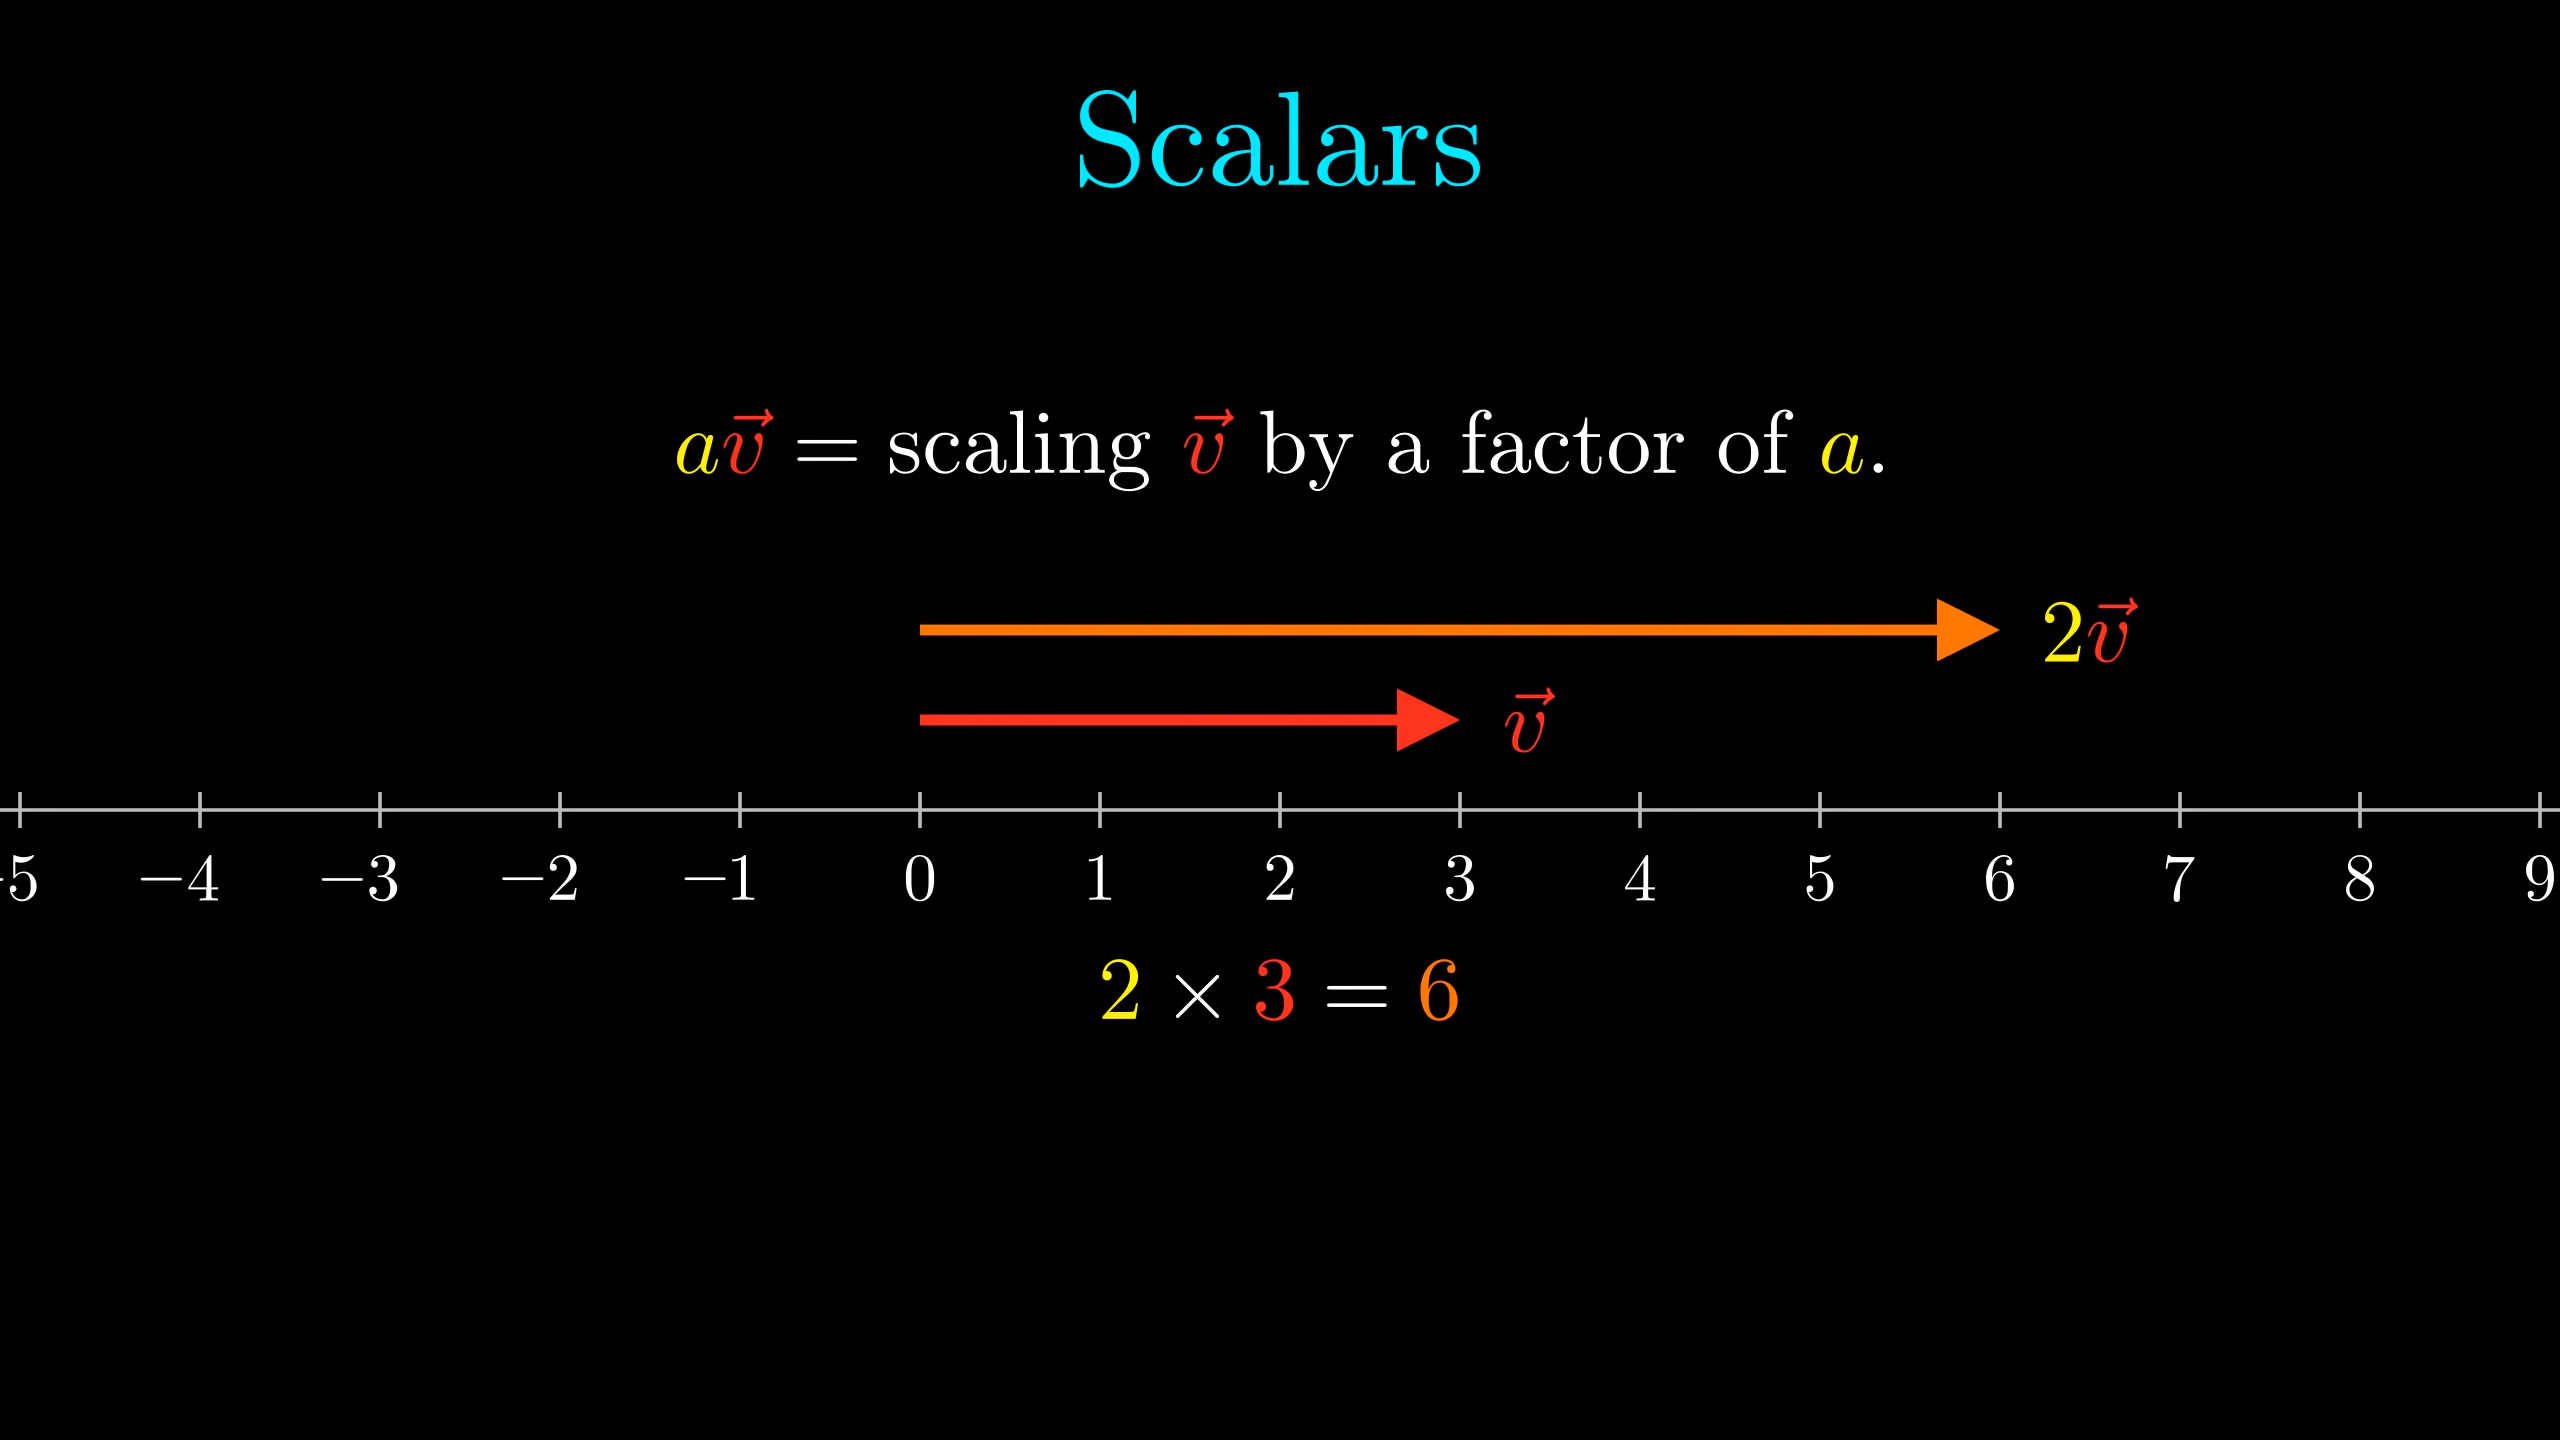 Scalars
a𝑣⃗ = scaling 𝑣⃗ by a factor of a.
2𝑣⃗
𝑣⃗
−5 −4 −3 −2 −1 0 1 2 3 4 5 6 7 8 9
2 × 3 = 6